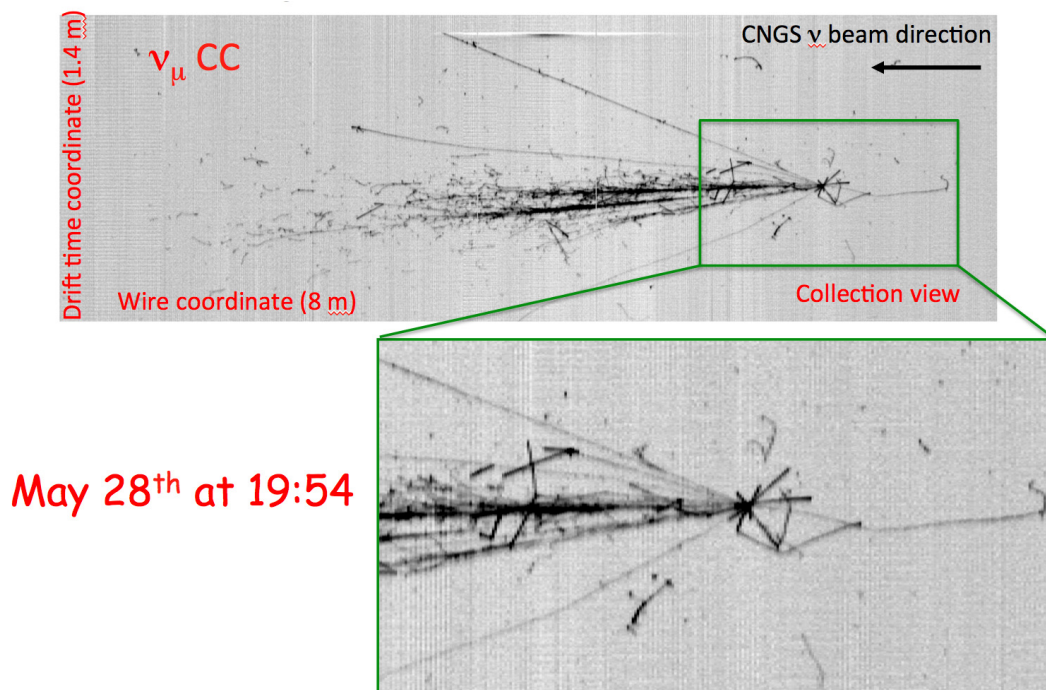 ν_μ CC
CNGS ν beam direction
Drift time coordinate (1.4 m)
Wire coordinate (8 m)
Collection view
May 28th at 19:54